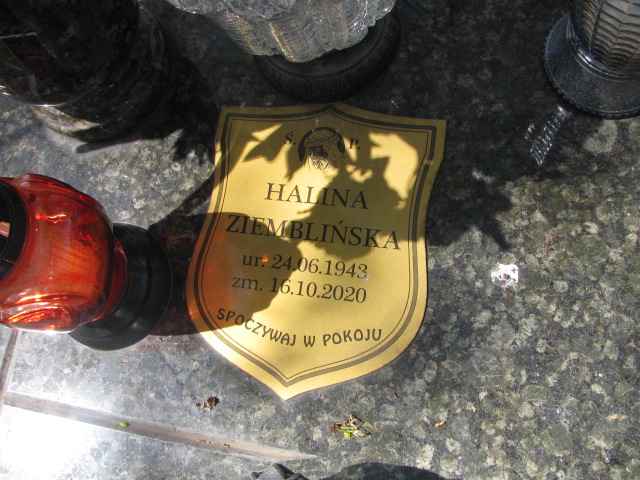 Ś. P.
HALINA
ZIEMBLIŃSKA
ur. 24.06.1943
zm. 16.10.2020
SPOCZYWAJ W POKOJU